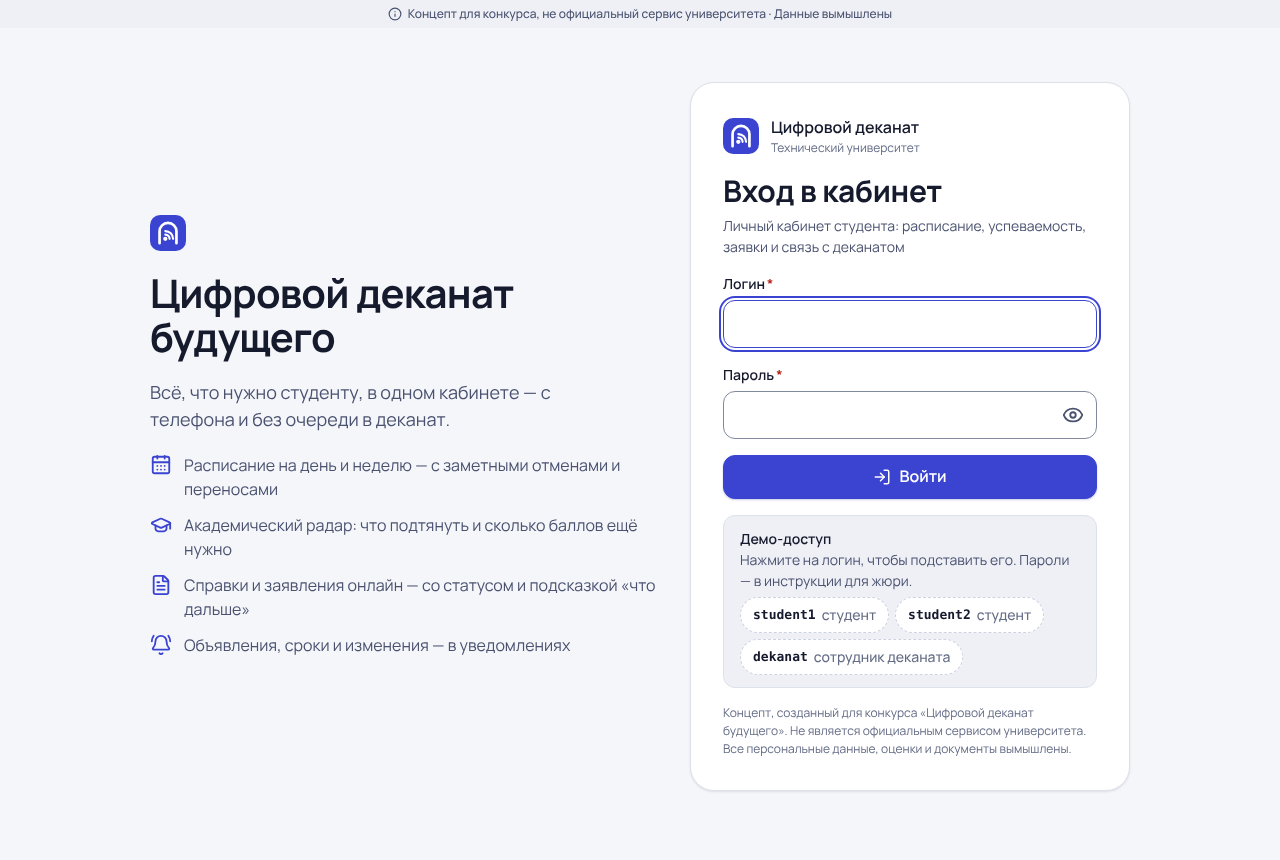 Концепт для конкурса, не официальный сервис университета · Данные вымышлены
Цифровой деканат
будущего
Всё, что нужно студенту, в одном кабинете — с
телефона и без очереди в деканат.
Расписание на день и неделю — с заметными отменами и
переносами
Академический радар: что подтянуть и сколько баллов ещё
нужно
Справки и заявления онлайн — со статусом и подсказкой «что
дальше»
Объявления, сроки и изменения — в уведомлениях
Цифровой деканат
Технический университет
Вход в кабинет
Личный кабинет студента: расписание, успеваемость,
заявки и связь с деканатом
Логин *
Пароль *
Войти
Демо-доступ
Нажмите на логин, чтобы подставить его. Пароли
— в инструкции для жюри.
student1 студент student2 студент
dekanat сотрудник деканата
Концепт, созданный для конкурса «Цифровой деканат
будущего». Не является официальным сервисом университета.
Все персональные данные, оценки и документы вымышлены.